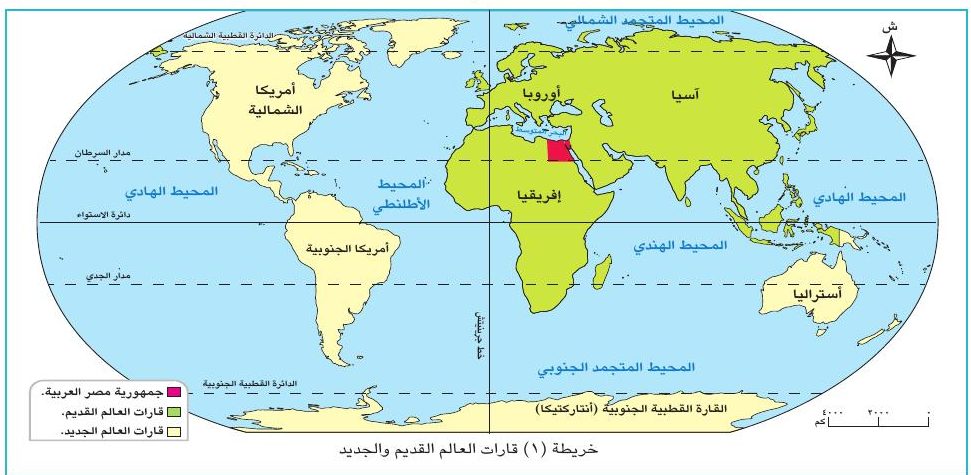 المحيط المتجمد الشمالي
ش
الدائرة القطبية الشمالية
أمريكا
الشمالية
أوروبا
آسيا
البحر المتوسط
مدار السرطان
المحيط الهادي
المحيط
الأطلنطي
إفريقيا
المحيط الهادي
دائرة الاستواء
أمريكا الجنوبية
المحيط الهندي
مدار الجدي
أستراليا
خط جرينتش
المحيط المتجمد الجنوبي
الدائرة القطبية الجنوبية
القارة القطبية الجنوبية (أنتاركتيكا)
جمهورية مصر العربية.
قارات العالم القديم.
قارات العالم الجديد.
٤٠٠٠ ٢٠٠٠ ٠
كم
خريطة (١) قارات العالم القديم والجديد